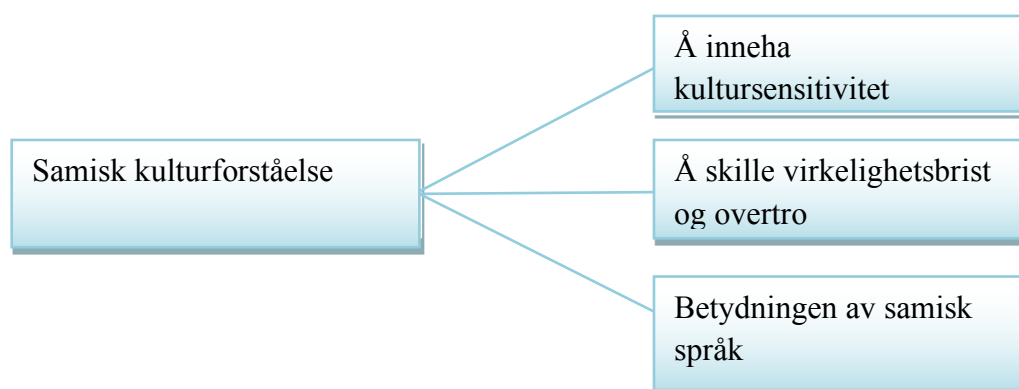 Samisk kulturforståelse
Å inneha
kultursensitivitet
Å skille virkelighetsbrist
og overtro
Betydningen av samisk
språk